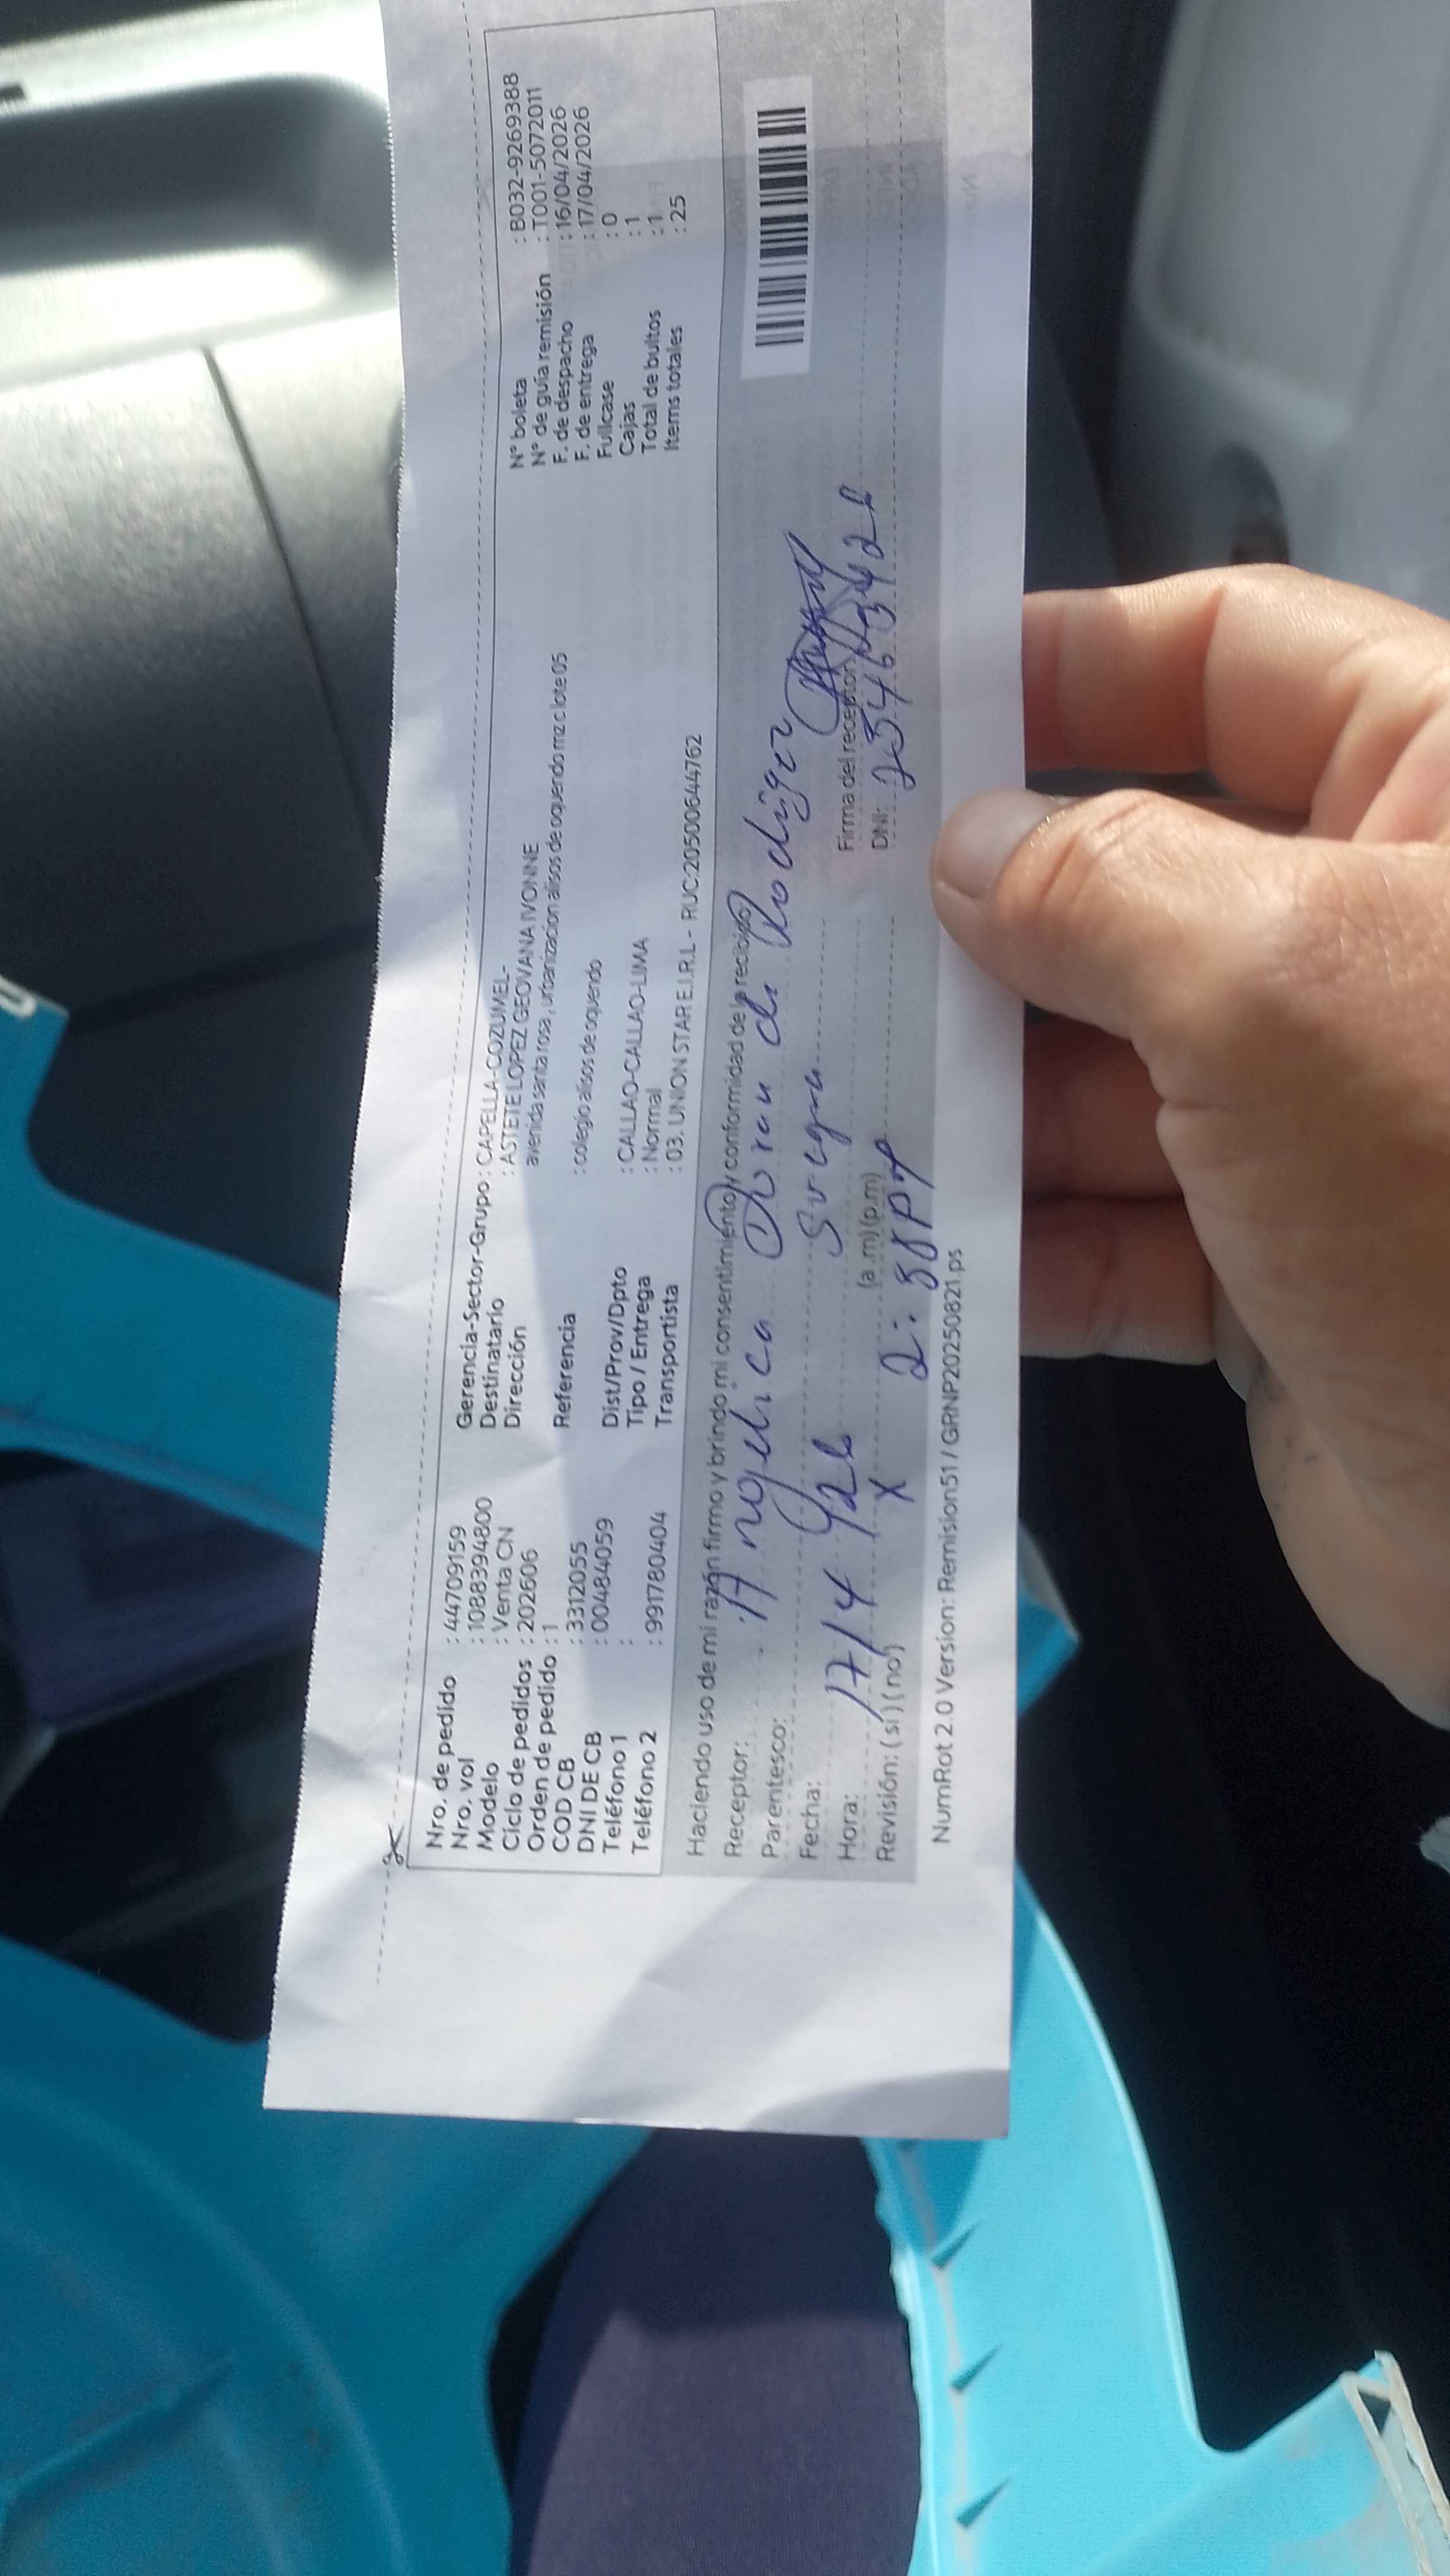 Nro. de pedido : 44709159
Nro. vol : 10883948​00
Modelo : Venta CN
Ciclo de pedidos : 202606
Orden de pedido : 1
COD CB : 3312055
DNI DE CB : 00484059
Teléfono 1 :
Teléfono 2 : 991780404
Gerencia-Sector-Grupo : CAPELLA-COZUMEL-
Destinatario : ASTETE LOPEZ GEOVANA IVONNE
Dirección avenida santa rosa, urbanizacion alisos de oquendo mz c lote 05
Referencia : colegio alisos de oquendo
Dist/Prov/Dpto : CALLAO-CALLAO-LIMA
Tipo / Entrega : Normal
Transportista : 03. UNION STAR E.I.R.L - RUC:20500644762
N° boleta : B032-9269388
N° de guía remisión : T001-5072011
F. de despacho : 16/04/2026
F. de entrega : 17/04/2026
Fullcase : 0
Cajas : 1
Total de bultos : 1
Items totales : 25
Haciendo uso de mi razón firmo y brindo mi consentimiento y conformidad de lo recibido
Receptor: Angelica Doran de Rodigez
Parentesco: Suegra
Fecha: 17/4/26
Hora: 2:58 pm (a.m) (p.m)
Revisión: (si) (no) X
Firma del receptor
DNI:
NumRot 2.0 Version: Remision51 / GRNP20250821.ps